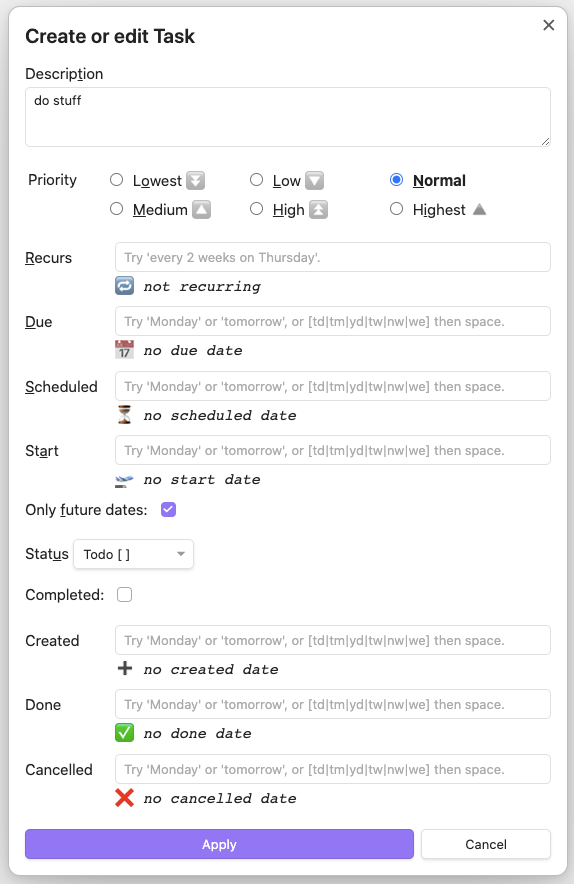 Create or edit Task
Description
do stuff
Priority
Lowest ⏬ Low 🔽 Normal
Medium 🔼 High ⏫ Highest 🔺
Recurs Try 'every 2 weeks on Thursday'.
🔁 not recurring
Due Try 'Monday' or 'tomorrow', or [td|tm|yd|tw|nw|we] then space.
📅 no due date
Scheduled Try 'Monday' or 'tomorrow', or [td|tm|yd|tw|nw|we] then space.
⏳ no scheduled date
Start Try 'Monday' or 'tomorrow', or [td|tm|yd|tw|nw|we] then space.
🛫 no start date
Only future dates:
Status Todo [ ]
Completed:
Created Try 'Monday' or 'tomorrow', or [td|tm|yd|tw|nw|we] then space.
➕ no created date
Done Try 'Monday' or 'tomorrow', or [td|tm|yd|tw|nw|we] then space.
✅ no done date
Cancelled Try 'Monday' or 'tomorrow', or [td|tm|yd|tw|nw|we] then space.
❌ no cancelled date
Apply Cancel